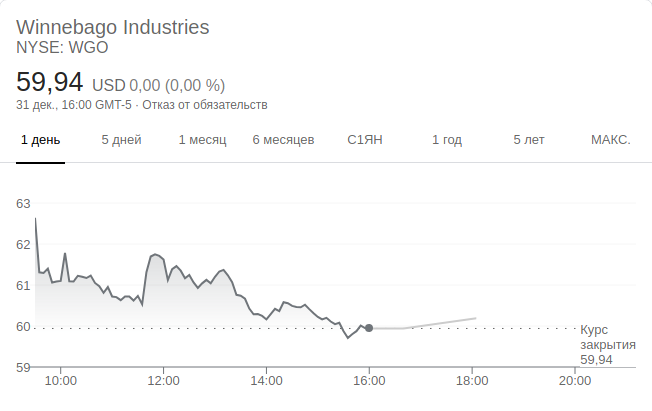 Winnebago Industries
NYSE: WGO
59,94 USD 0,00 (0,00 %)
31 дек., 16:00 GMT-5 · Отказ от обязательств
1 день 5 дней 1 месяц 6 месяцев С1ЯН 1 год 5 лет МАКС.
63
62
61
60
Курс
закрытия
59,94
59
10:00 12:00 14:00 16:00 18:00 20:00